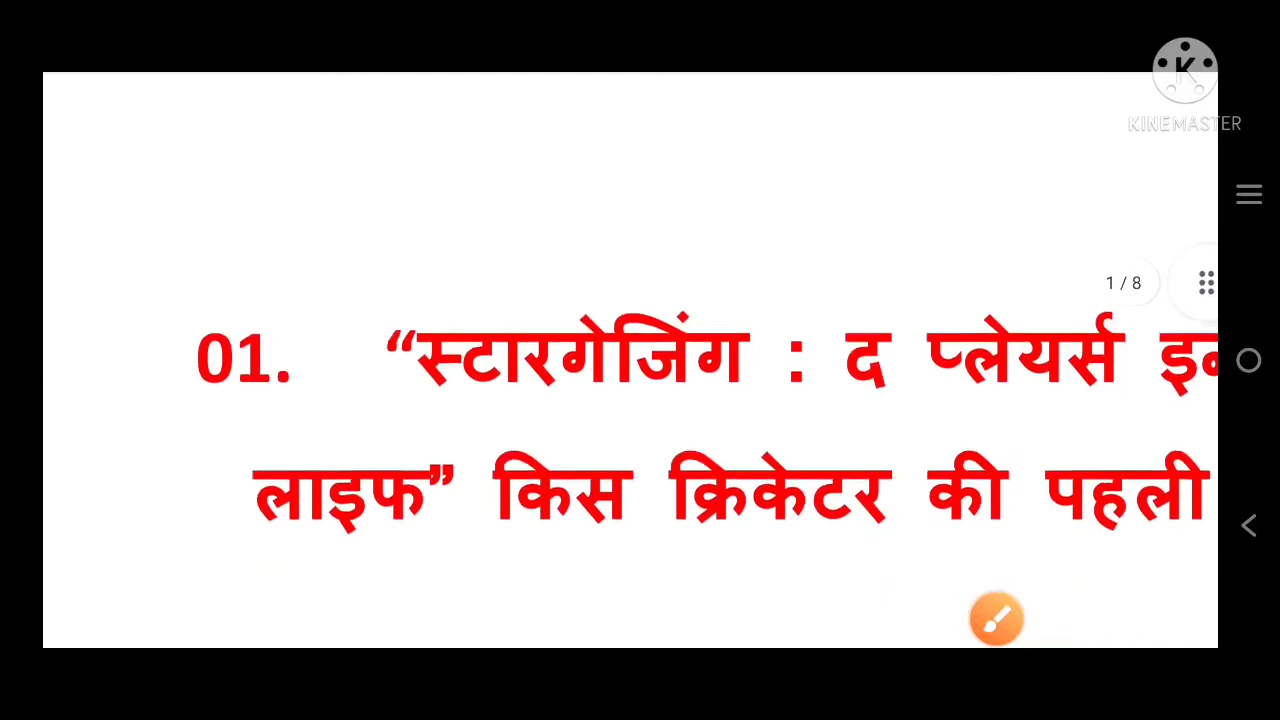 KINEMASTER
1 / 8
01. “स्टारगेजिंग : द प्लेयर्स
लाइफ” किस क्रिकेटर की पहली